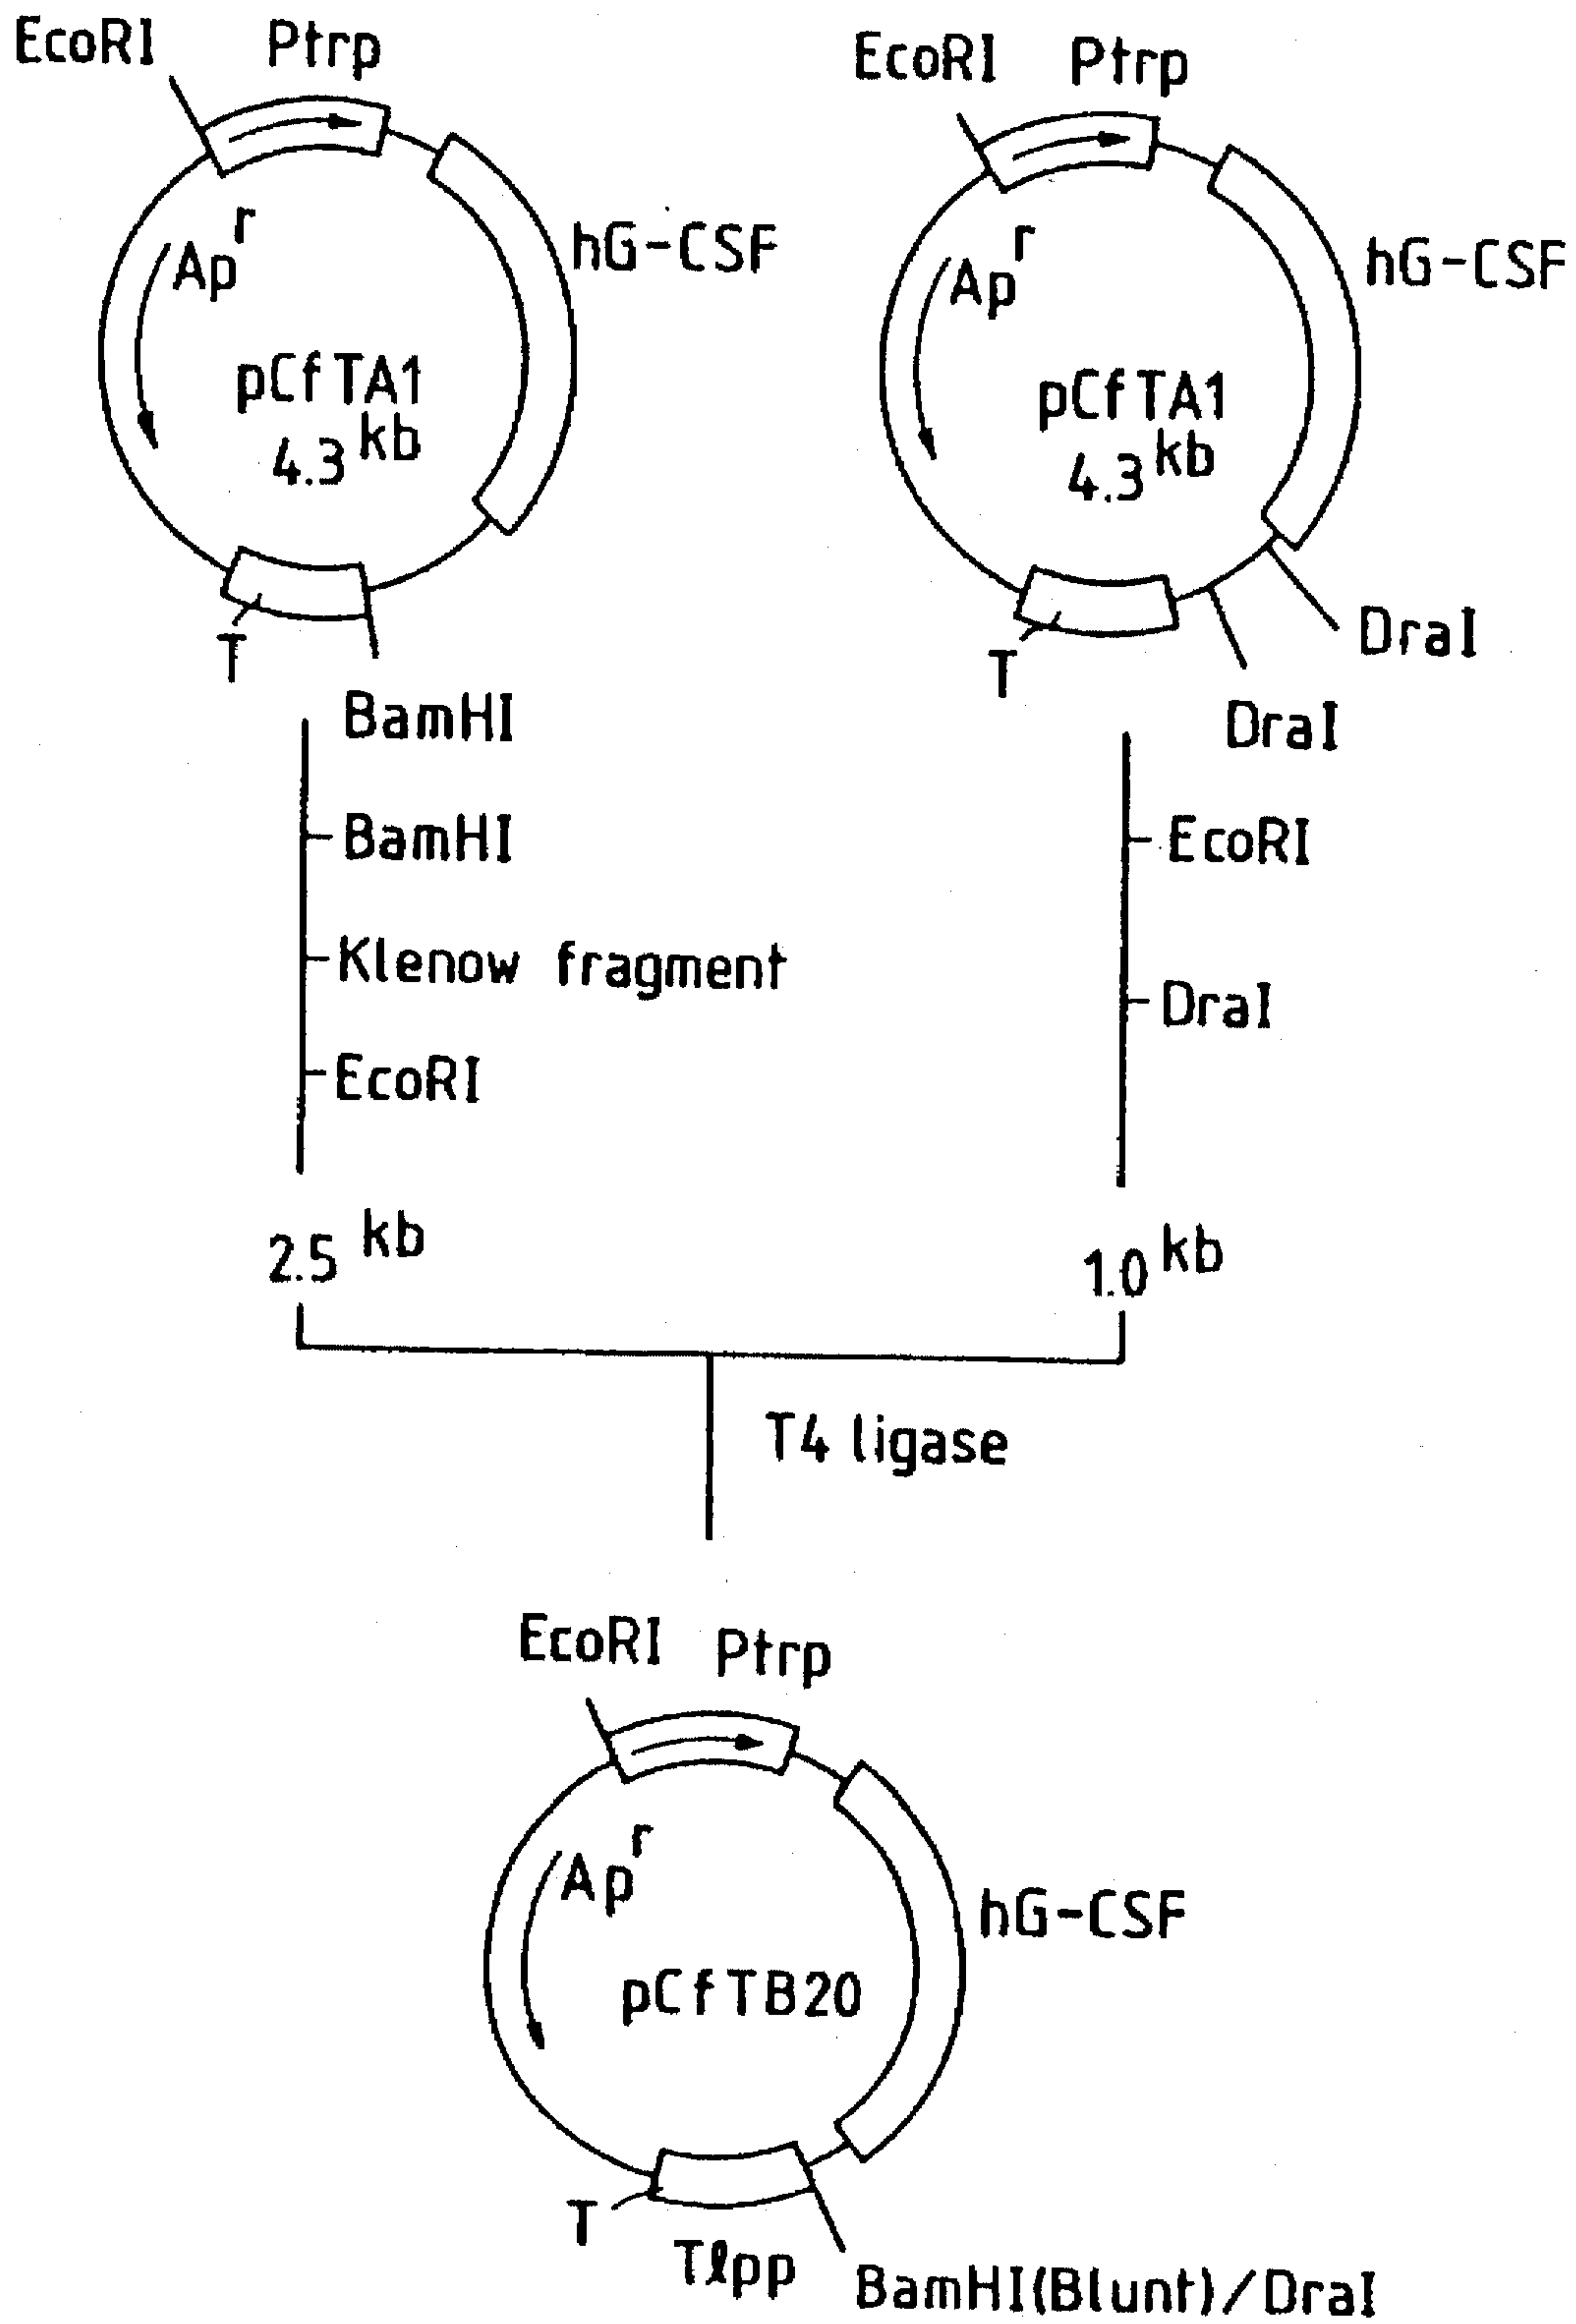 EcoRI Ptrp
Ap r
hG-CSF
pCfTA1
4.3 kb
T
BamHI
BamHI
Klenow fragment
EcoRI
2.5 kb
EcoRI Ptrp
Ap r
hG-CSF
pCfTA1
4.3 kb
T
DraI
DraI
EcoRI
DraI
1.0 kb
T4 ligase
EcoRI Ptrp
Ap r
hG-CSF
pCfTB20
T
Tlpp
BamHI(Blunt)/DraI